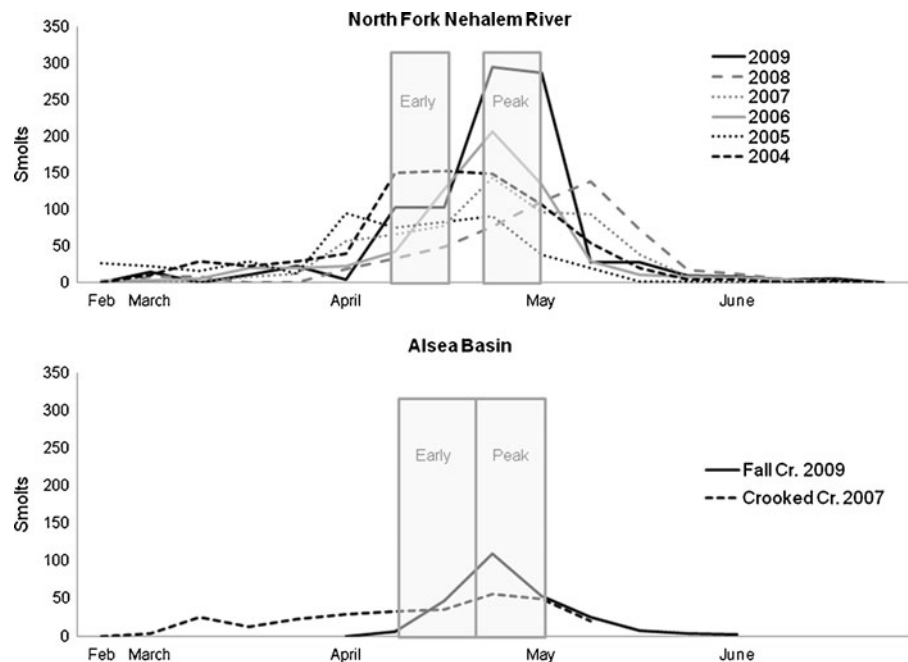 North Fork Nehalem River
350
300
250
200
150
100
50
0
Smolts
Early
Peak
2009
2008
2007
2006
2005
2004
Feb March April May June
Alsea Basin
350
300
250
200
150
100
50
0
Smolts
Early
Peak
Fall Cr. 2009
Crooked Cr. 2007
Feb March April May June